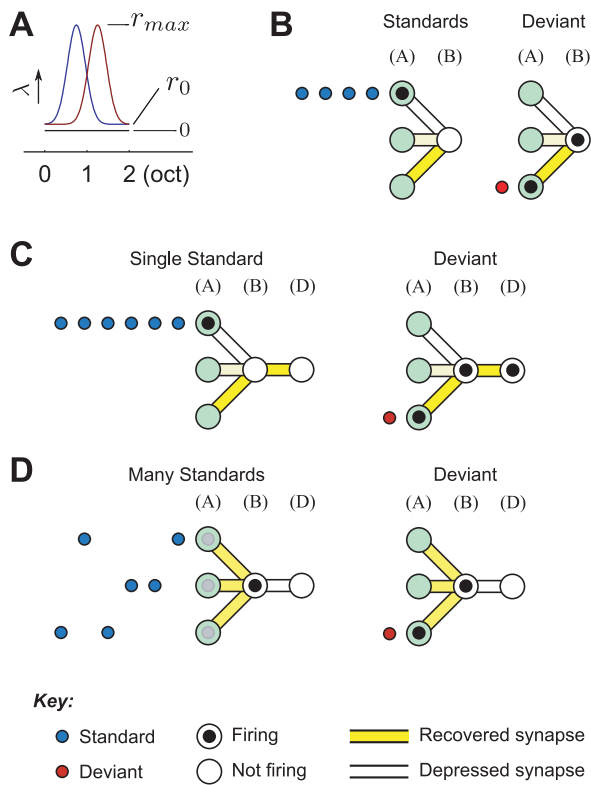 A
r_max
λ
r_0
0
0 1 2 (oct)
B
Standards Deviant
(A) (B) (A) (B)
C
Single Standard Deviant
(A) (B) (D) (A) (B) (D)
D
Many Standards Deviant
(A) (B) (D) (A) (B) (D)
Key:
Standard Firing Recovered synapse
Deviant Not firing Depressed synapse